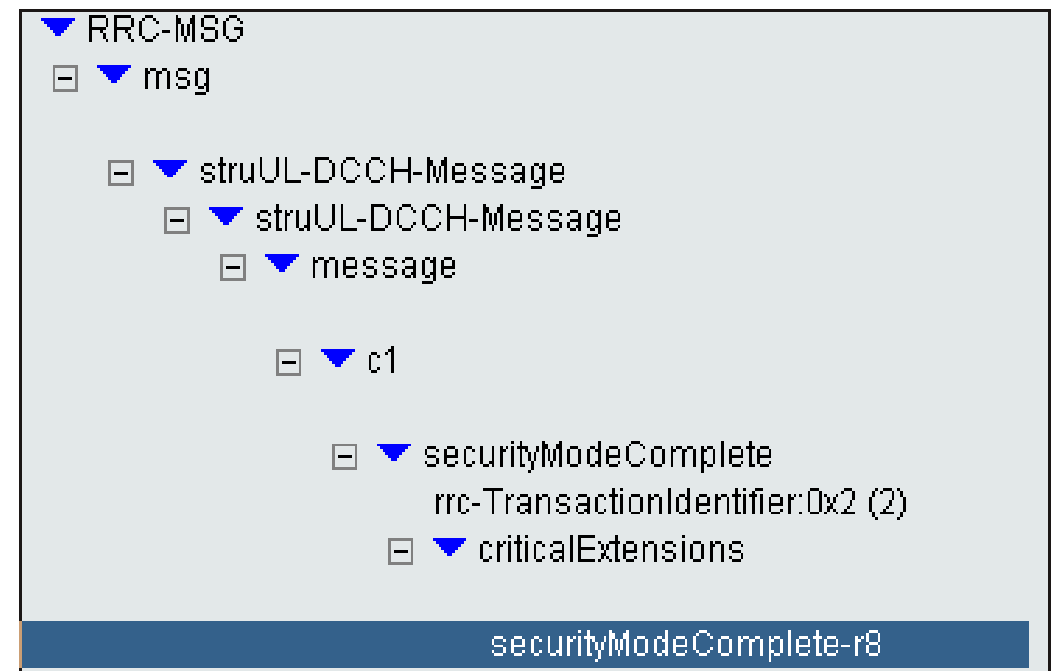 RRC-MSG
msg
struUL-DCCH-Message
struUL-DCCH-Message
message
c1
securityModeComplete
rrc-TransactionIdentifier:0x2 (2)
criticalExtensions
securityModeComplete-r8